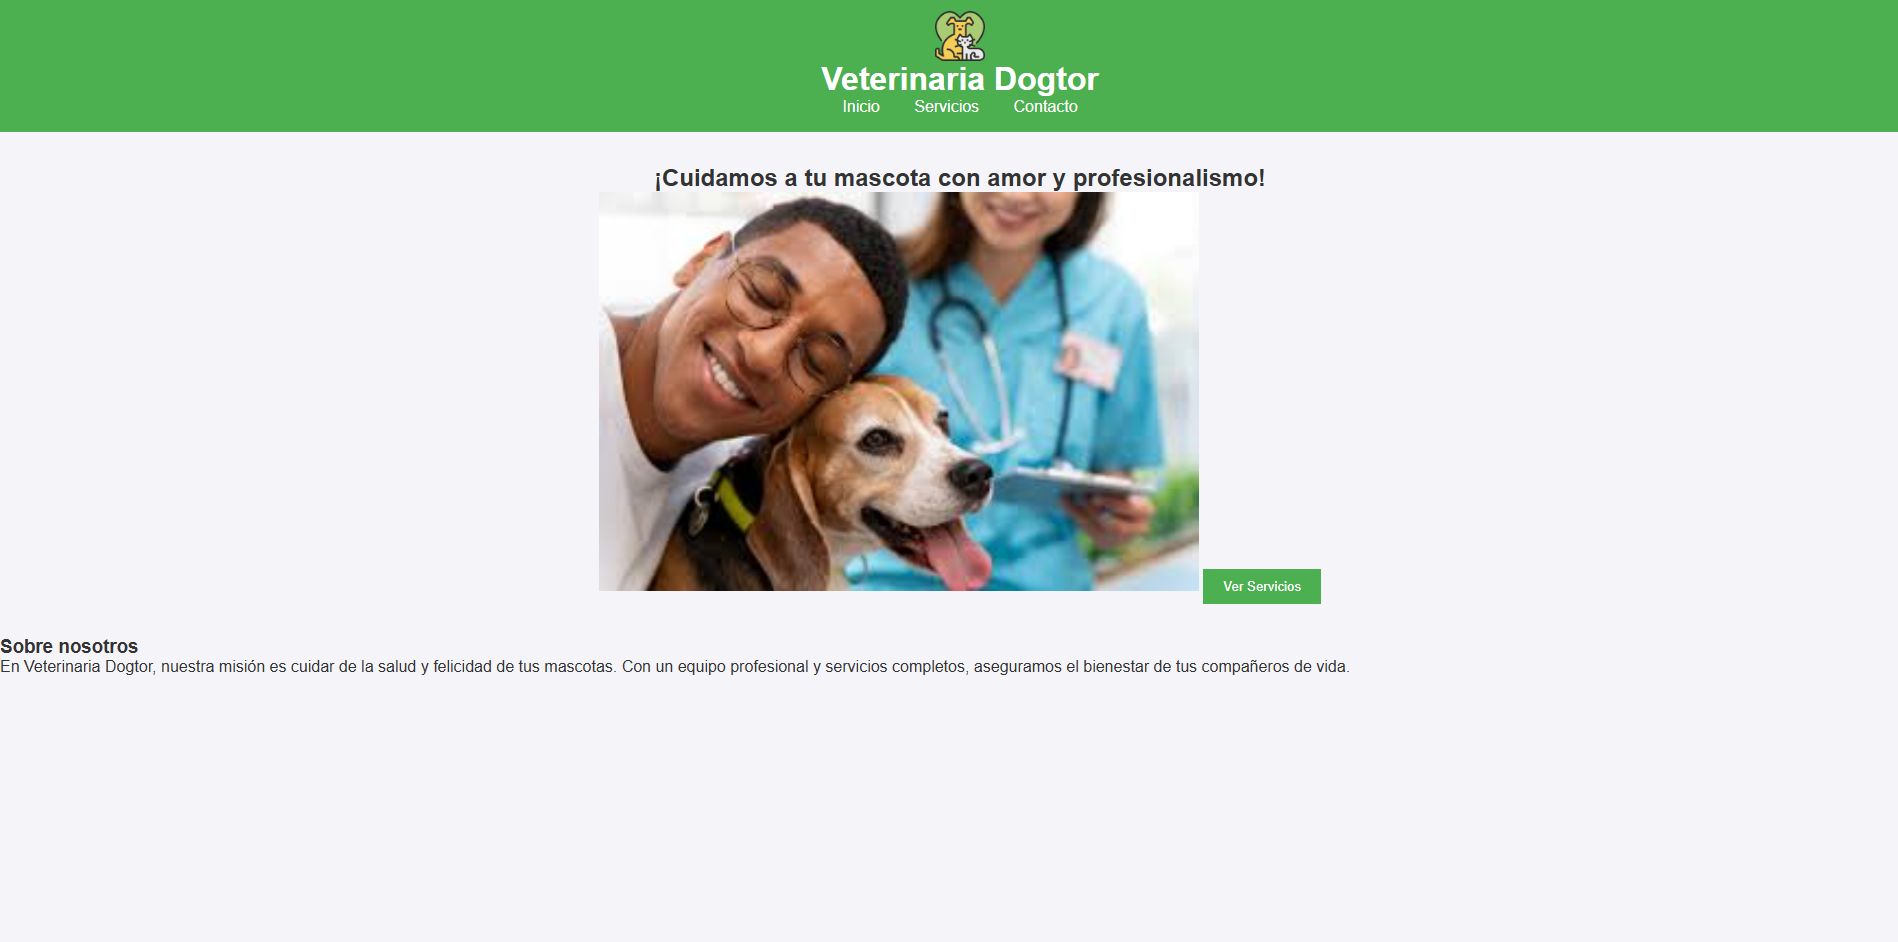 Veterinaria Dogtor
Inicio Servicios Contacto
¡Cuidamos a tu mascota con amor y profesionalismo!
Ver Servicios
Sobre nosotros
En Veterinaria Dogtor, nuestra misión es cuidar de la salud y felicidad de tus mascotas. Con un equipo profesional y servicios completos, aseguramos el bienestar de tus compañeros de vida.